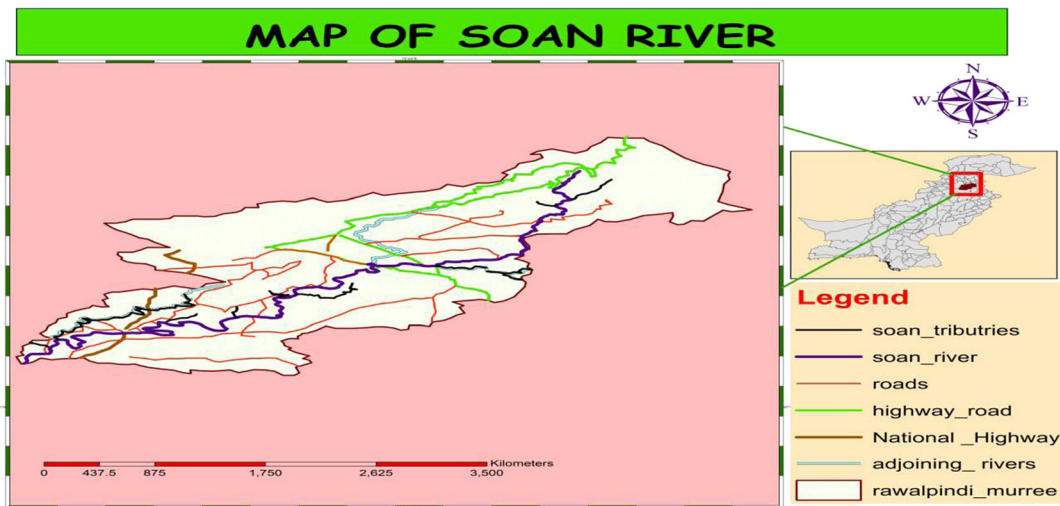 MAP OF SOAN RIVER
N
W E
S
Legend
soan_tributries
soan_river
roads
highway_road
National _Highway
adjoining_ rivers
rawalpindi_murree
Kilometers
0 437.5 875 1,750 2,625 3,500